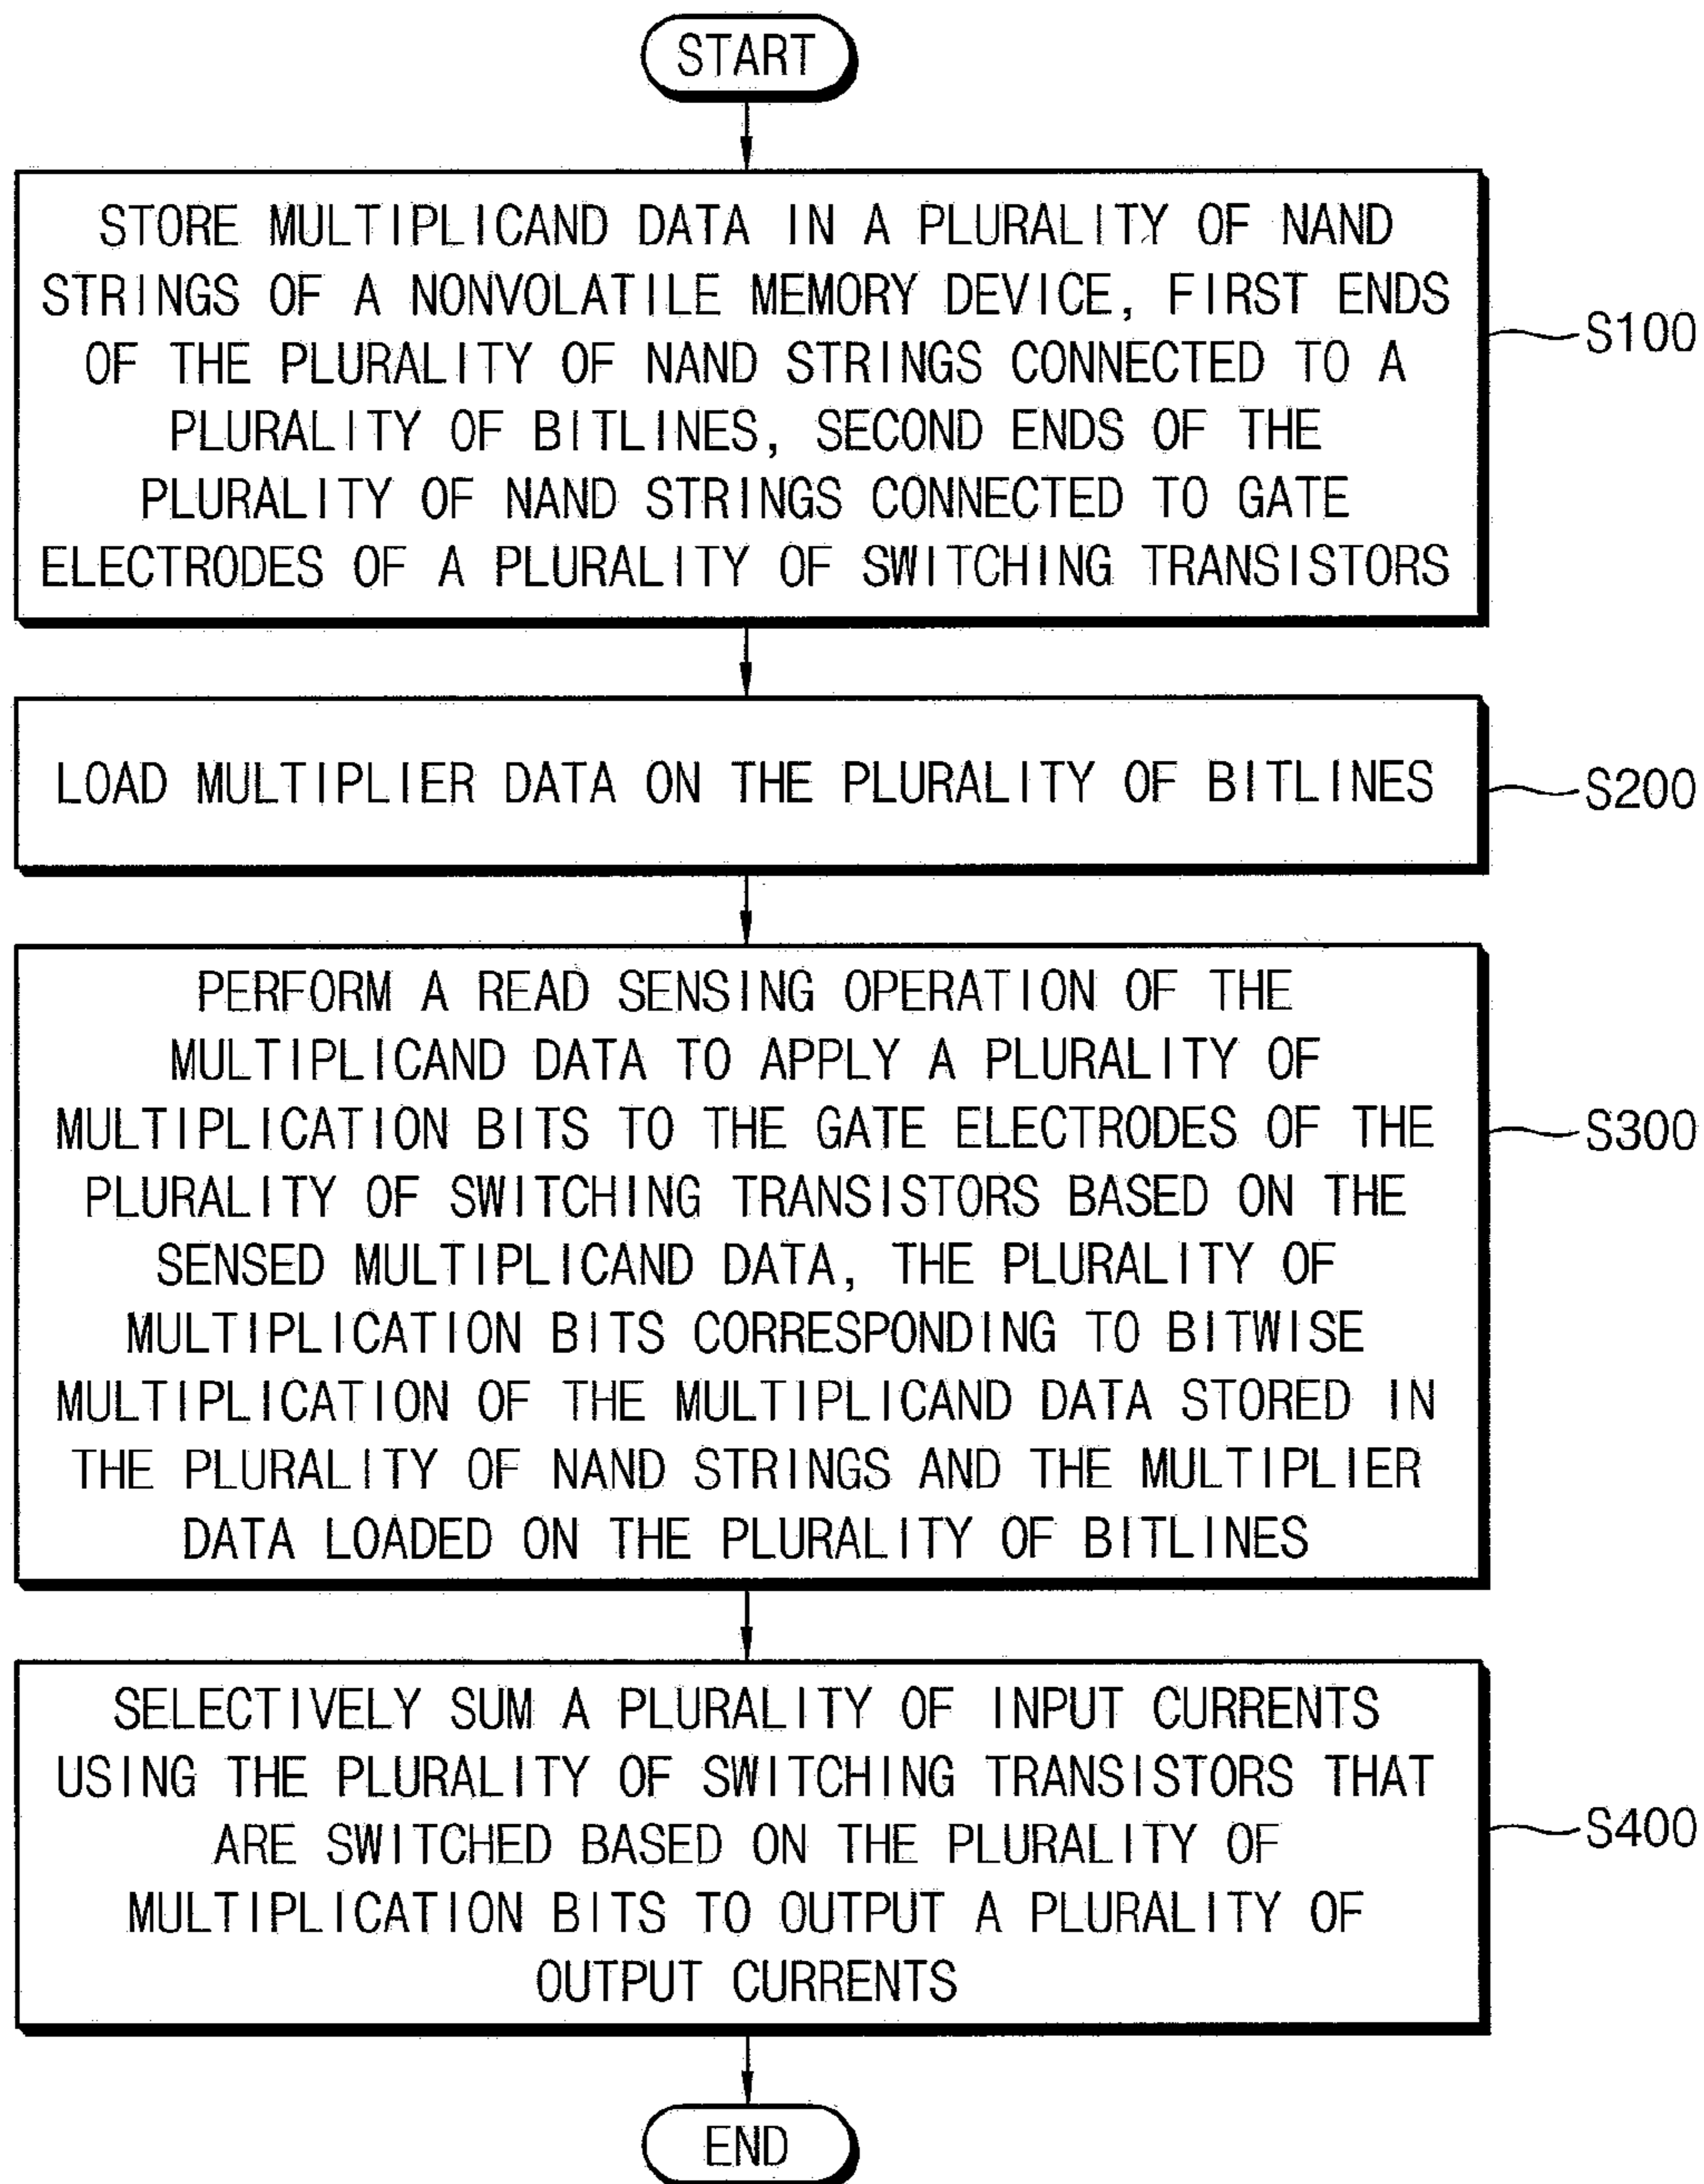 START
STORE MULTIPLICAND DATA IN A PLURALITY OF NAND
STRINGS OF A NONVOLATILE MEMORY DEVICE, FIRST ENDS
OF THE PLURALITY OF NAND STRINGS CONNECTED TO A
PLURALITY OF BITLINES, SECOND ENDS OF THE
PLURALITY OF NAND STRINGS CONNECTED TO GATE
ELECTRODES OF A PLURALITY OF SWITCHING TRANSISTORS
S100
LOAD MULTIPLIER DATA ON THE PLURALITY OF BITLINES
S200
PERFORM A READ SENSING OPERATION OF THE
MULTIPLICAND DATA TO APPLY A PLURALITY OF
MULTIPLICATION BITS TO THE GATE ELECTRODES OF THE
PLURALITY OF SWITCHING TRANSISTORS BASED ON THE
SENSED MULTIPLICAND DATA, THE PLURALITY OF
MULTIPLICATION BITS CORRESPONDING TO BITWISE
MULTIPLICATION OF THE MULTIPLICAND DATA STORED IN
THE PLURALITY OF NAND STRINGS AND THE MULTIPLIER
DATA LOADED ON THE PLURALITY OF BITLINES
S300
SELECTIVELY SUM A PLURALITY OF INPUT CURRENTS
USING THE PLURALITY OF SWITCHING TRANSISTORS THAT
ARE SWITCHED BASED ON THE PLURALITY OF
MULTIPLICATION BITS TO OUTPUT A PLURALITY OF
OUTPUT CURRENTS
S400
END